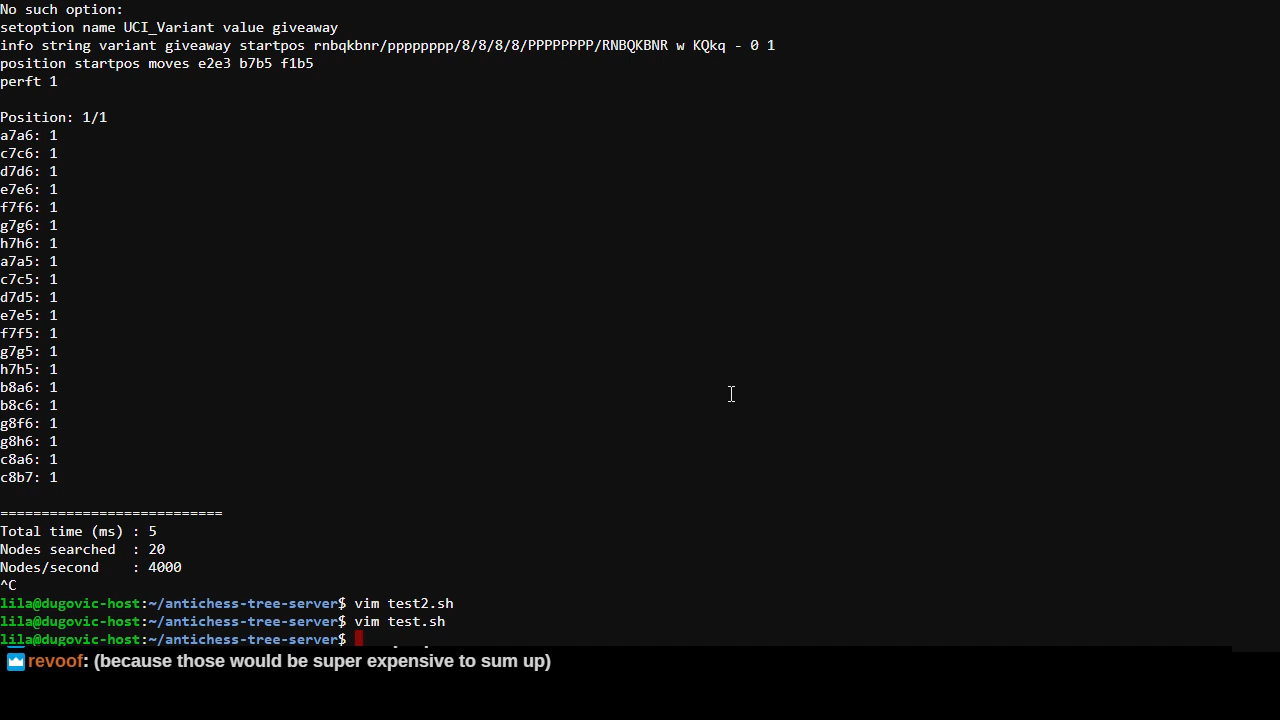 No such option:
setoption name UCI_Variant value giveaway
info string variant giveaway startpos rnbqkbnr/pppppppp/8/8/8/8/PPPPPPPP/RNBQKBNR w KQkq - 0 1
position startpos moves e2e3 b7b5 f1b5
perft 1
Position: 1/1
a7a6: 1
c7c6: 1
d7d6: 1
e7e6: 1
f7f6: 1
g7g6: 1
h7h6: 1
a7a5: 1
c7c5: 1
d7d5: 1
e7e5: 1
f7f5: 1
g7g5: 1
h7h5: 1
b8a6: 1
b8c6: 1
g8f6: 1
g8h6: 1
c8a6: 1
c8b7: 1
===========================
Total time (ms) : 5
Nodes searched  : 20
Nodes/second    : 4000
^C
lila@dugovic-host:~/antichess-tree-server$ vim test2.sh
lila@dugovic-host:~/antichess-tree-server$ vim test.sh
lila@dugovic-host:~/antichess-tree-server$
revoof: (because those would be super expensive to sum up)